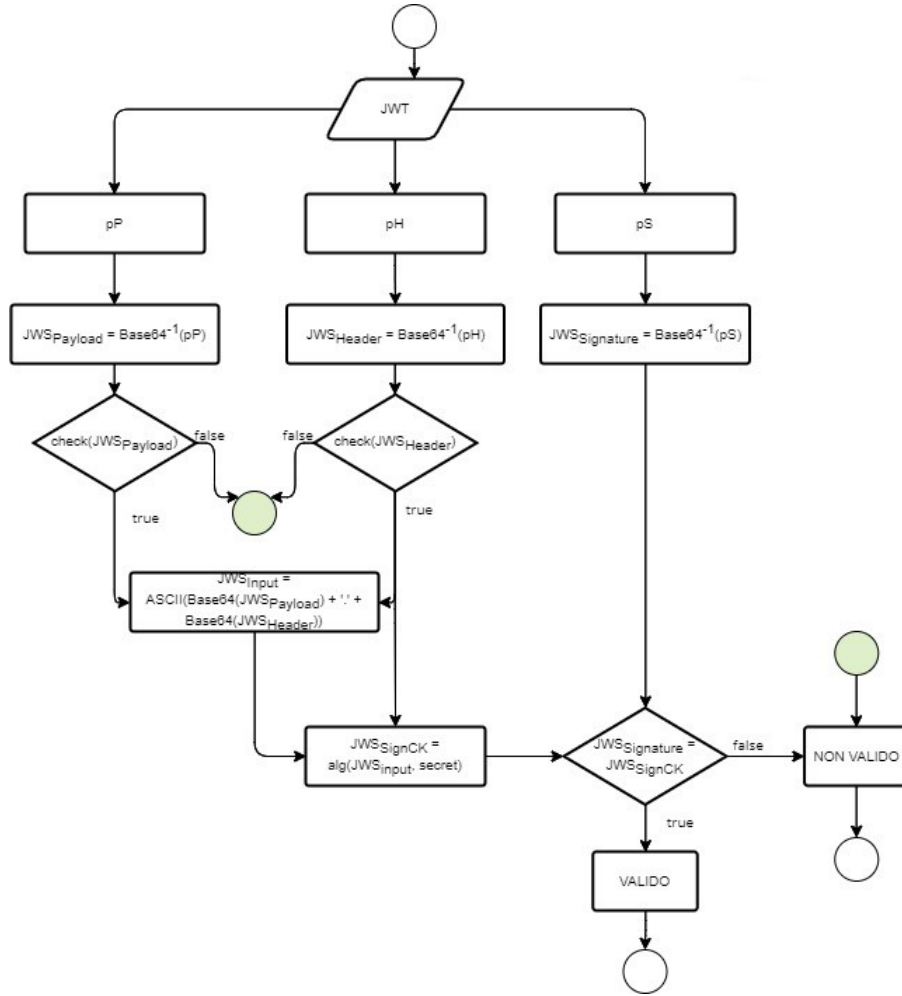 JWT
pP
pH
pS
JWSPayload = Base64-1(pP)
JWSHeader = Base64-1(pH)
JWSSignature = Base64-1(pS)
check(JWSPayload)
false
false
check(JWSHeader)
true
true
JWSInput =
ASCII(Base64(JWSPayload) + '.' +
Base64(JWSHeader))
JWSSignCK =
alg(JWSinput, secret)
JWSSignature =
JWSSignCK
false
NON VALIDO
true
VALIDO